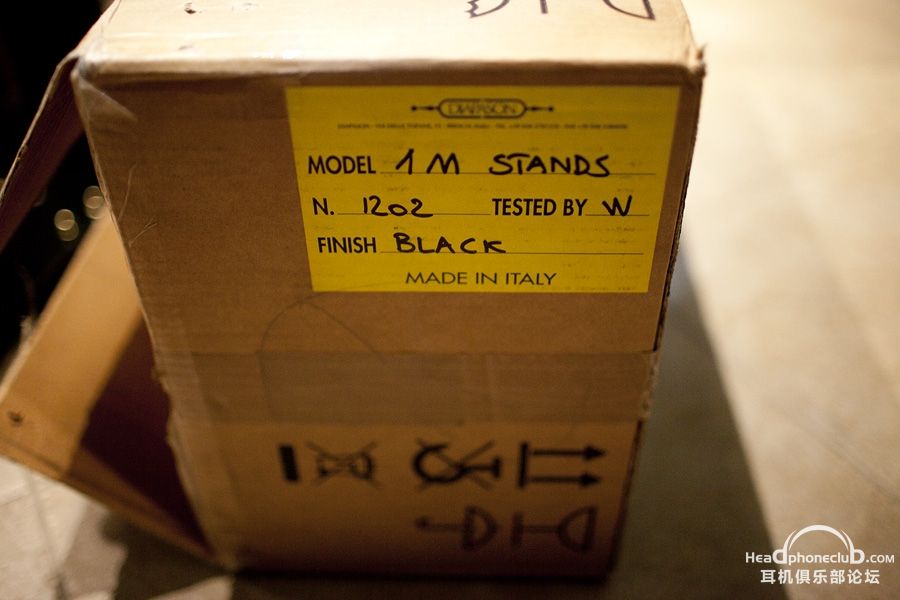 DIAPASON
MODEL 1M STANDS
N. 1202 TESTED BY W
FINISH BLACK
MADE IN ITALY
Headphoneclub.com
耳机俱乐部论坛